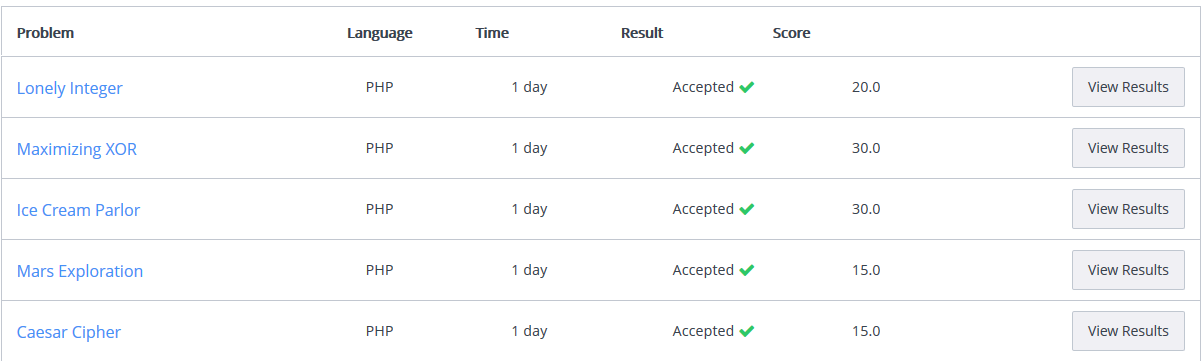 Problem Language Time Result Score
Lonely Integer PHP 1 day Accepted 20.0 View Results
Maximizing XOR PHP 1 day Accepted 30.0 View Results
Ice Cream Parlor PHP 1 day Accepted 30.0 View Results
Mars Exploration PHP 1 day Accepted 15.0 View Results
Caesar Cipher PHP 1 day Accepted 15.0 View Results